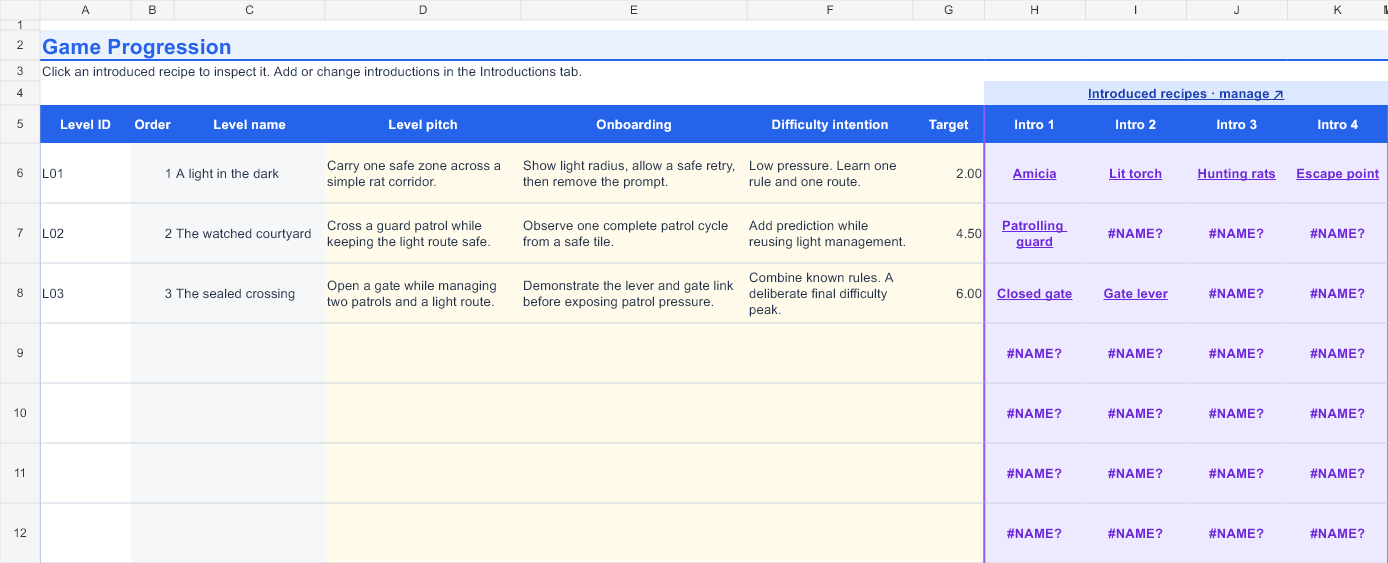 A B C D E F G H I J K
1
2 Game Progression
3 Click an introduced recipe to inspect it. Add or change introductions in the Introductions tab.
4 Introduced recipes · manage ↗
5 Level ID Order Level name Level pitch Onboarding Difficulty intention Target Intro 1 Intro 2 Intro 3 Intro 4
6 L01 1 A light in the dark Carry one safe zone across a simple rat corridor. Show light radius, allow a safe retry, then remove the prompt. Low pressure. Learn one rule and one route. 2.00 Amicia Lit torch Hunting rats Escape point
7 L02 2 The watched courtyard Cross a guard patrol while keeping the light route safe. Observe one complete patrol cycle from a safe tile. Add prediction while reusing light management. 4.50 Patrolling guard #NAME? #NAME? #NAME?
8 L03 3 The sealed crossing Open a gate while managing two patrols and a light route. Demonstrate the lever and gate link before exposing patrol pressure. Combine known rules. A deliberate final difficulty peak. 6.00 Closed gate Gate lever #NAME? #NAME?
9 #NAME? #NAME? #NAME? #NAME?
10 #NAME? #NAME? #NAME? #NAME?
11 #NAME? #NAME? #NAME? #NAME?
12 #NAME? #NAME? #NAME? #NAME?